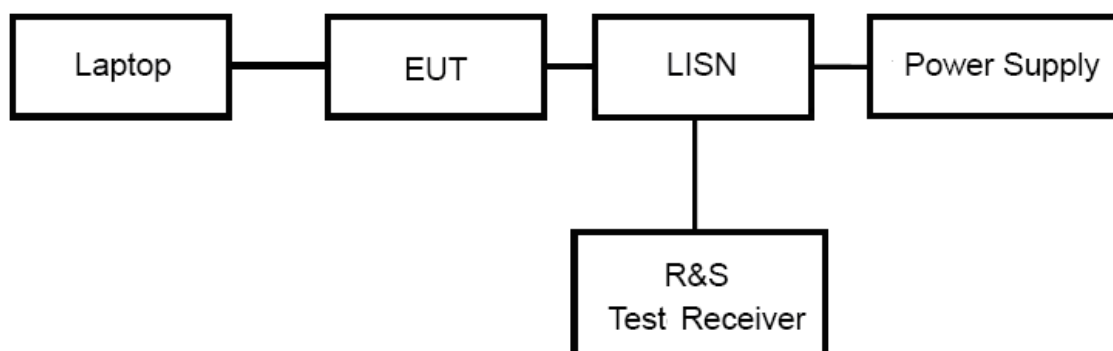 Laptop
EUT
LISN
Power Supply
R&S
Test Receiver